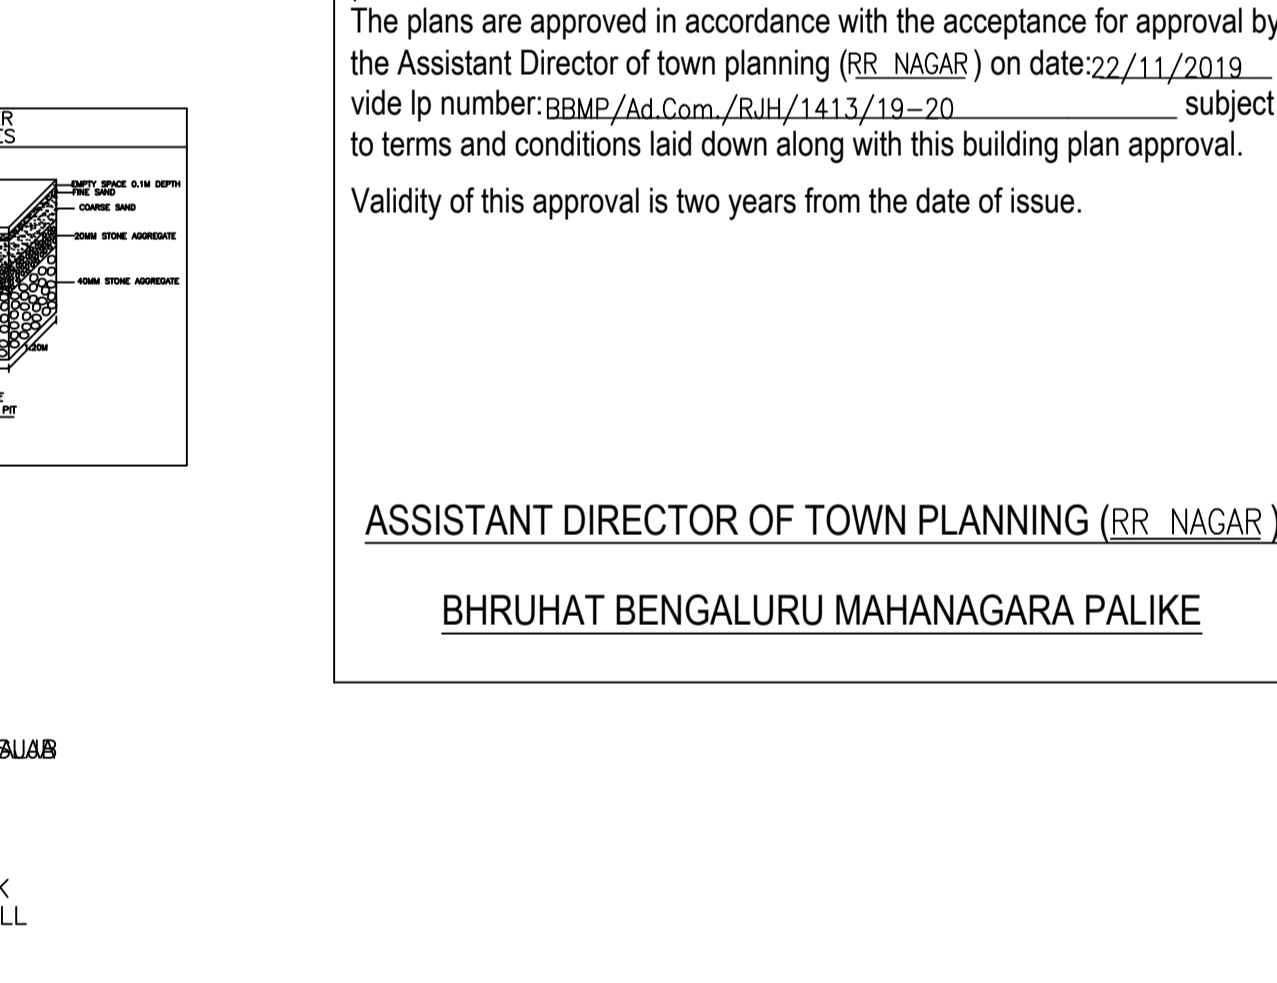 The plans are approved in accordance with the acceptance for approval by
the Assistant Director of town planning (RR NAGAR) on date:22/11/2019
vide lp number:BBMP/Ad.Com./RJH/1413/19-20 subject
to terms and conditions laid down along with this building plan approval.
Validity of this approval is two years from the date of issue.
ASSISTANT DIRECTOR OF TOWN PLANNING (RR NAGAR)
BHRUHAT BENGALURU MAHANAGARA PALIKE
EMPTY SPACE 0.1M DEPTH
FINE SAND
COARSE SAND
20MM STONE AGGREGATE
40MM STONE AGGREGATE
1.20M
PIT